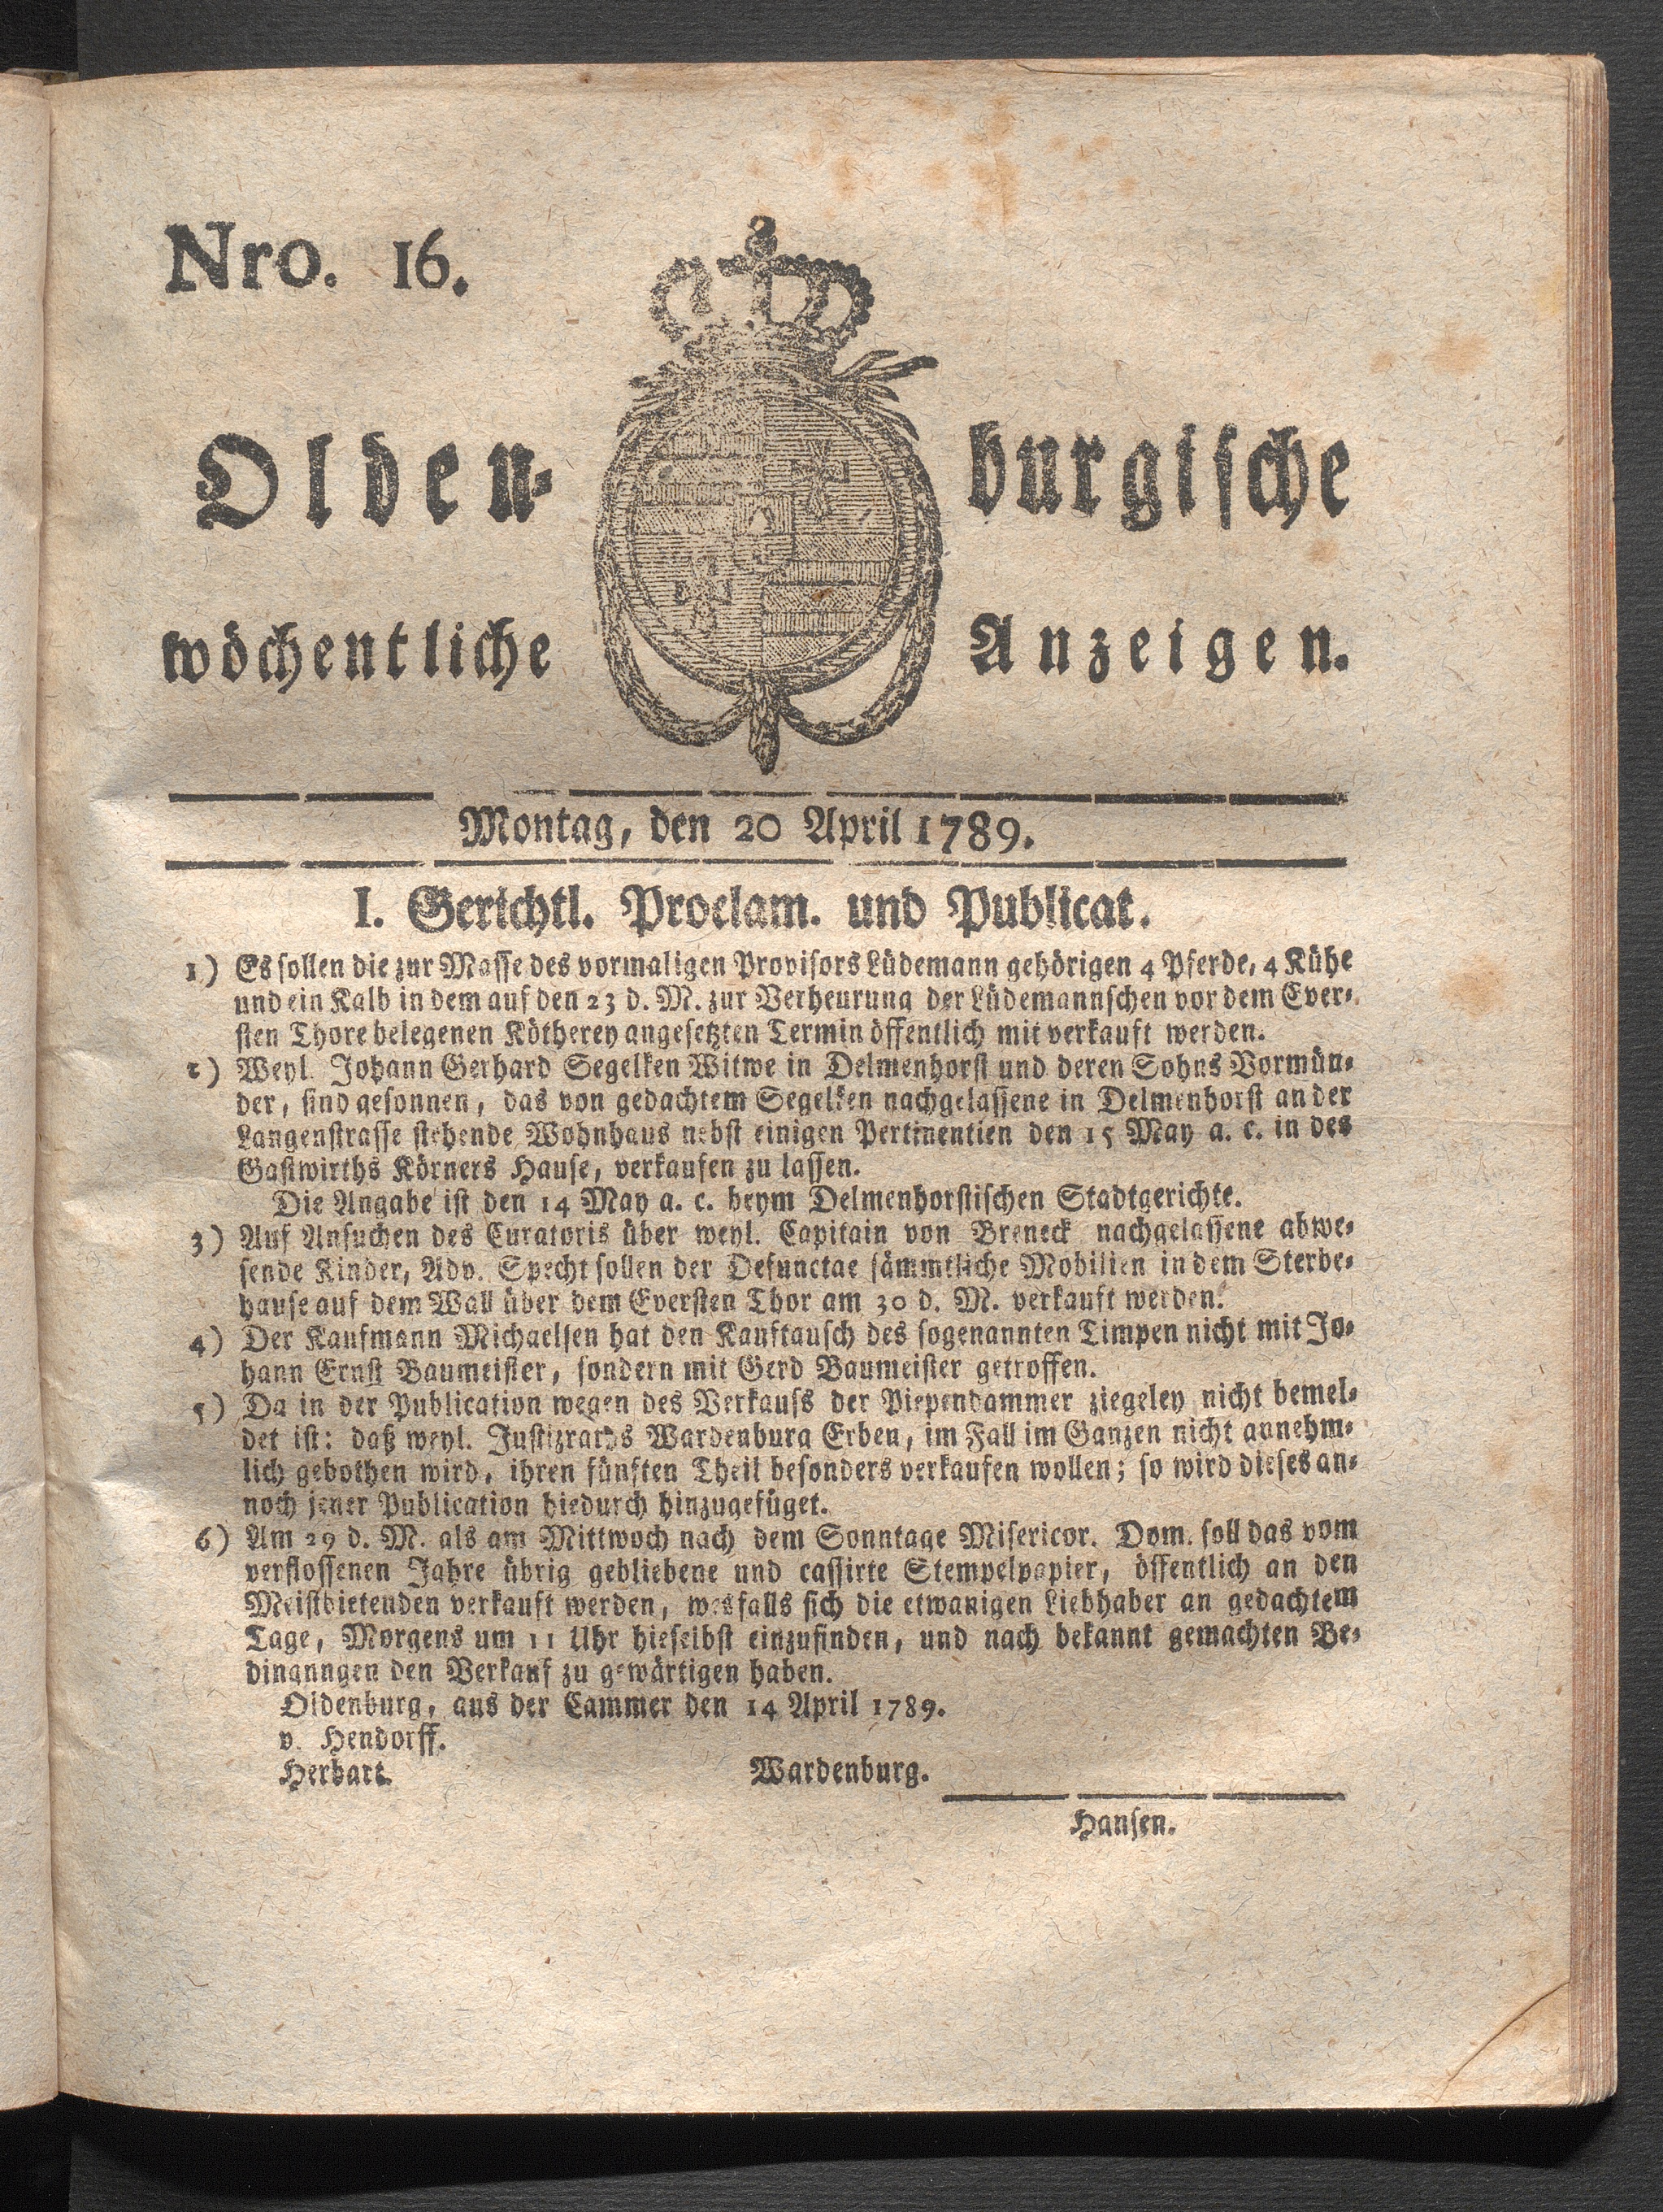 Nro. 16.
Olden-burgische
wöchentliche Anzeigen.
Montag, den 20 April 1789.
I. Gerichtl. Proclam. und Publicat.
1) Es sollen die zur Masse des vormaligen Provisors Lüdemann gehörigen 4 Pferde, 4 Kühe
und ein Kalb in dem auf den 23 d. M. zur Verheurung der Lüdemannschen vor dem Ever-
sten Thore belegenen Kötherey angesetzten Termin öffentlich mit verkauft werden.
2) Weyl. Johann Gerhard Segelken Witwe in Delmenhorst und deren Sohns Vormün-
der, sind gesonnen, das von gedachtem Segelken nachgelassene in Delmenhorst an der
Langenstrasse stehende Wohnhaus nebst einigen Pertinentien den 15 May a. c. in des
Gastwirths Körners Hause, verkaufen zu lassen.
Die Angabe ist den 14 May a. c. beym Delmenhorstischen Stadtgerichte.
3) Auf Ansuchen des Curatoris über weyl. Capitain von Breneck nachgelassene abwe-
sende Kinder, Adv. Specht sollen der Defunctae sämmtliche Mobilien in dem Sterbe-
hause auf dem Wall über dem Eversten Thor am 30 d. M. verkauft werden.
4) Der Kaufmann Michaelsen hat den Kauftausch des sogenannten Timpen nicht mit Jo-
hann Ernst Baumeister, sondern mit Gerd Baumeister getroffen.
5) Da in der Publication wegen des Verkaufs der Piependammer ziegeley nicht bemel-
det ist: daß weyl. Justizraths Wardenburg Erben, im Fall im Ganzen nicht annehm-
lich gebothen wird, ihren fünften Theil besonders verkaufen wollen; so wird dieses an-
noch jener Publication hiedurch hinzugefüget.
6) Am 29 d. M. als am Mittwoch nach dem Sonntage Misericor. Dom. soll das vom
verflossenen Jahre übrig gebliebene und cassirte Stempelpapier, öffentlich an den
Meistbietenden verkauft werden, wesfalls sich die etwanigen Liebhaber an gedachtem
Tage, Morgens um 11 Uhr hieselbst einzufinden, und nach bekannt gemachten Be-
dinanngen den Verkauf zu gewärtigen haben.
Oldenburg, aus der Cammer den 14 April 1789.
v. Hendorff.
Herbart. Wardenburg.
Hansen.